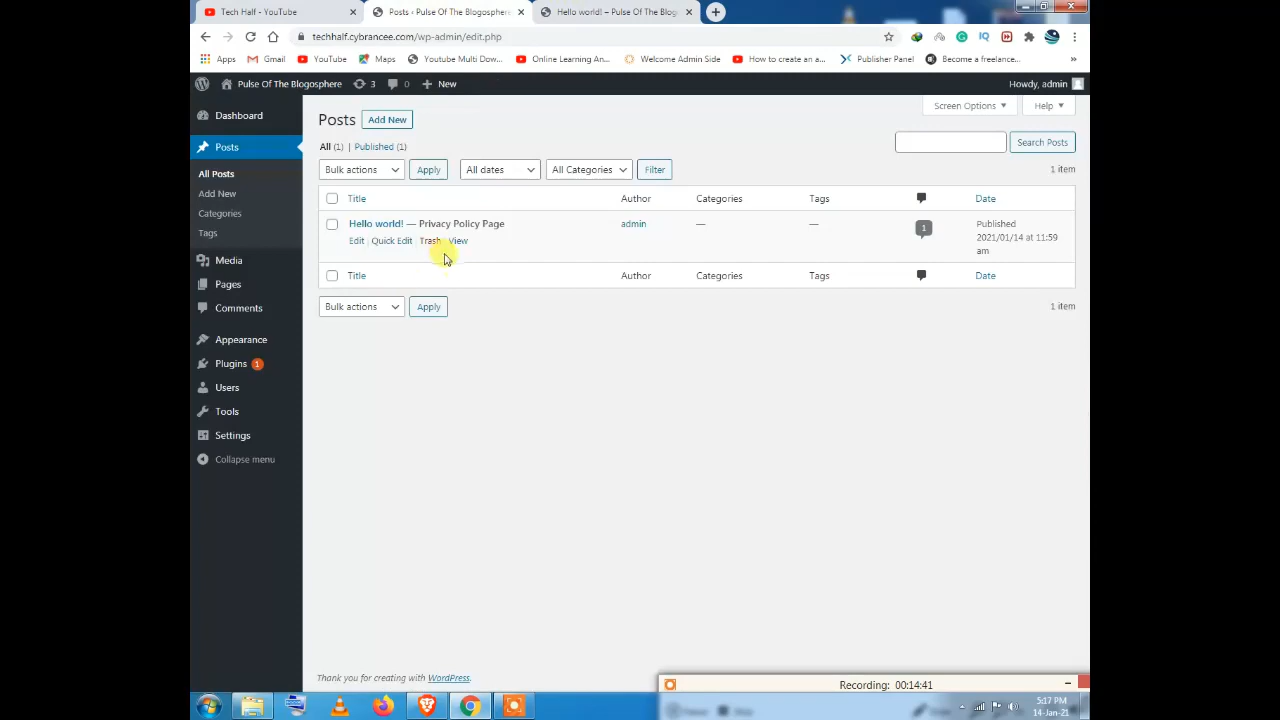 Tech Half - YouTube
Posts ‹ Pulse Of The Blogosphere
Hello world! – Pulse Of The Blogo
techhalf.cybrancee.com/wp-admin/edit.php
Apps
Gmail
YouTube
Maps
Youtube Multi Dow...
Online Learning An...
Welcome Admin Side
How to create an a...
Publisher Panel
Become a freelance...
»
Pulse Of The Blogosphere
3
0
New
Howdy, admin
Dashboard
Posts
All Posts
Add New
Categories
Tags
Media
Pages
Comments
Appearance
Plugins 1
Users
Tools
Settings
Collapse menu
Screen Options
Help
Posts
Add New
All (1) | Published (1)
Search Posts
Bulk actions
Apply
All dates
All Categories
Filter
1 item
Title
Author
Categories
Tags
Date
Hello world! — Privacy Policy Page
Edit | Quick Edit | Trash View
admin
—
—
1
Published
2021/01/14 at 11:59
am
Title
Author
Categories
Tags
Date
Bulk actions
Apply
1 item
Thank you for creating with WordPress.
Recording: 00:14:41
5:17 PM
14-Jan-21